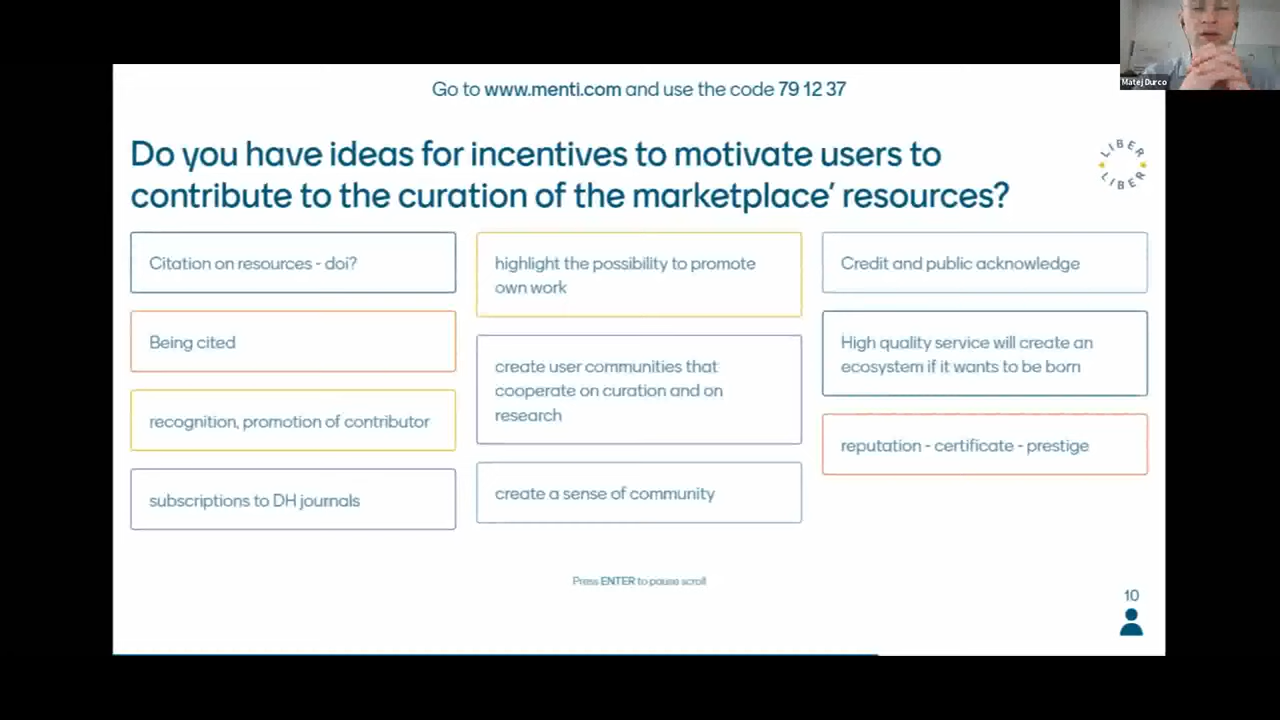 Matej Durco
Go to www.menti.com and use the code 79 12 37
Do you have ideas for incentives to motivate users to
contribute to the curation of the marketplace’ resources?
LIBER
LIBER
Citation on resources - doi?
Being cited
recognition, promotion of contributor
subscriptions to DH journals
highlight the possibility to promote
own work
create user communities that
cooperate on curation and on
research
create a sense of community
Credit and public acknowledge
High quality service will create an
ecosystem if it wants to be born
reputation - certificate - prestige
Press ENTER to pause scroll
10